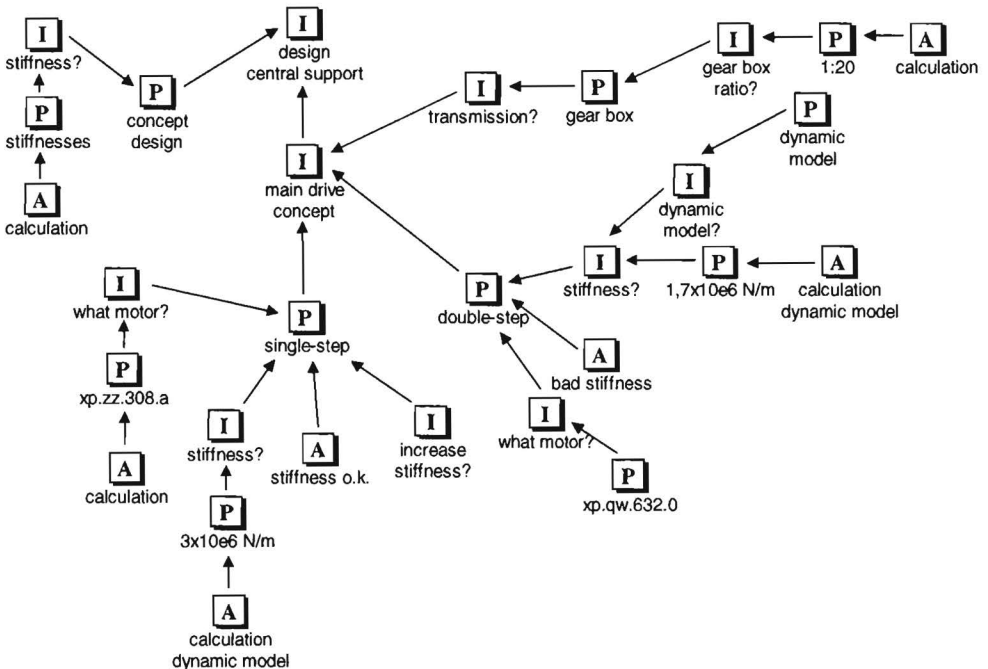 I
stiffness?
P
stiffnesses
A
calculation
P
concept
design
I
design
central support
I
main drive
concept
I
transmission?
P
gear box
I
gear box
ratio?
P
1:20
A
calculation
P
dynamic
model
I
dynamic
model?
I
stiffness?
P
1,7x10e6 N/m
A
calculation
dynamic model
P
double-step
A
bad stiffness
I
what motor?
P
xp.qw.632.0
I
what motor?
P
xp.zz.308.a
A
calculation
P
single-step
I
stiffness?
P
3x10e6 N/m
A
calculation
dynamic model
A
stiffness o.k.
I
increase
stiffness?